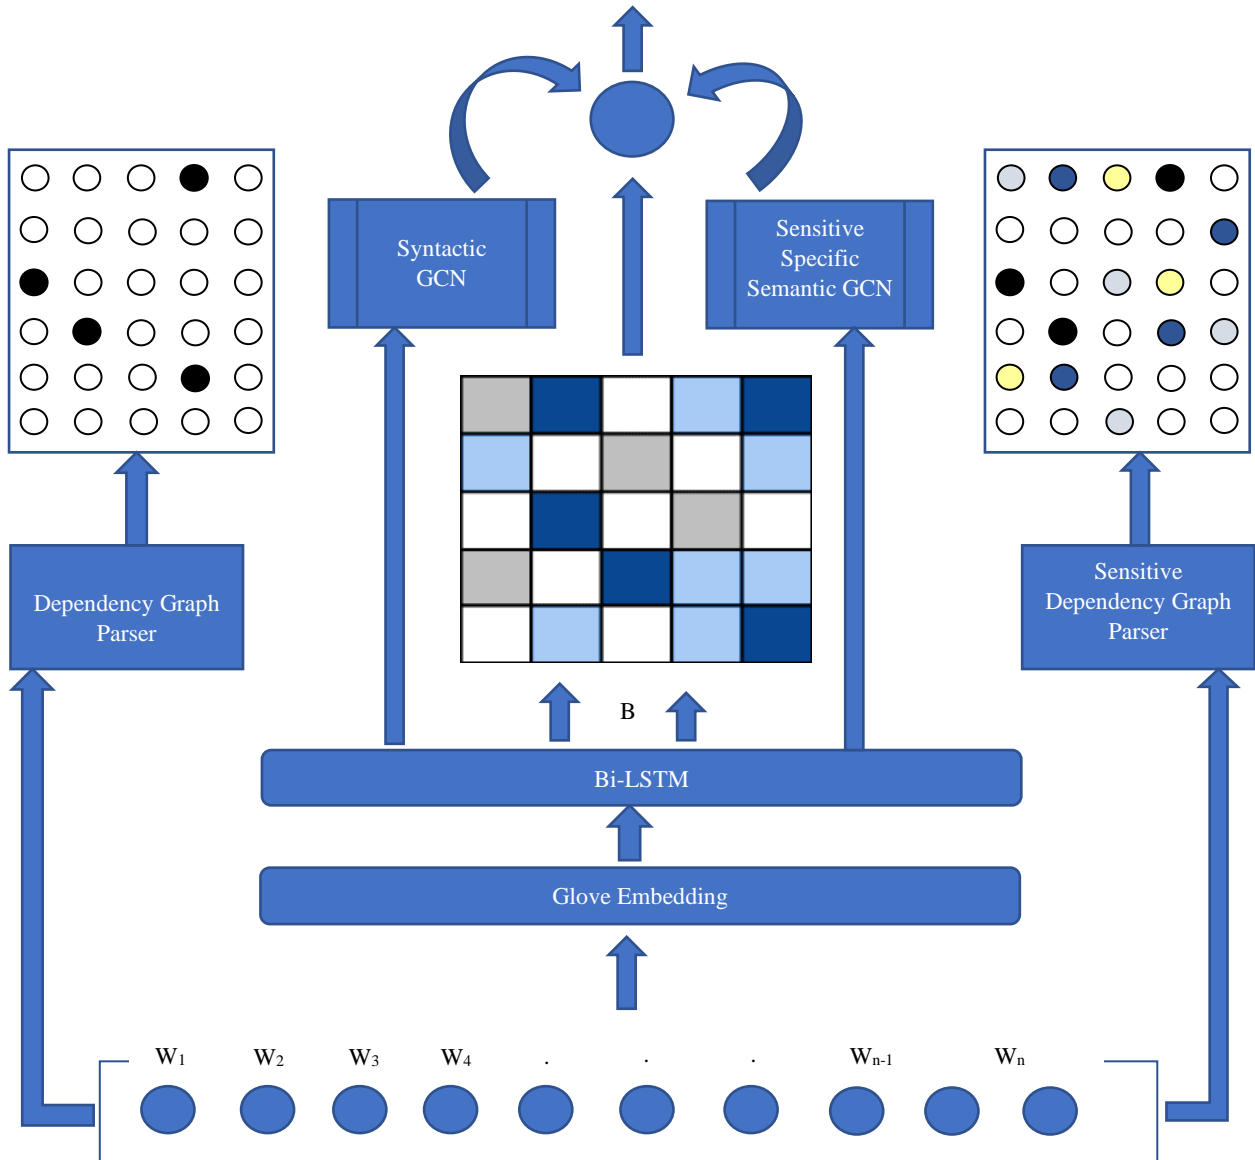 Syntactic
GCN
Sensitive
Specific
Semantic GCN
Dependency Graph
Parser
Sensitive
Dependency Graph
Parser
B
Bi-LSTM
Glove Embedding
W1 W2 W3 W4 . . . Wn-1 Wn